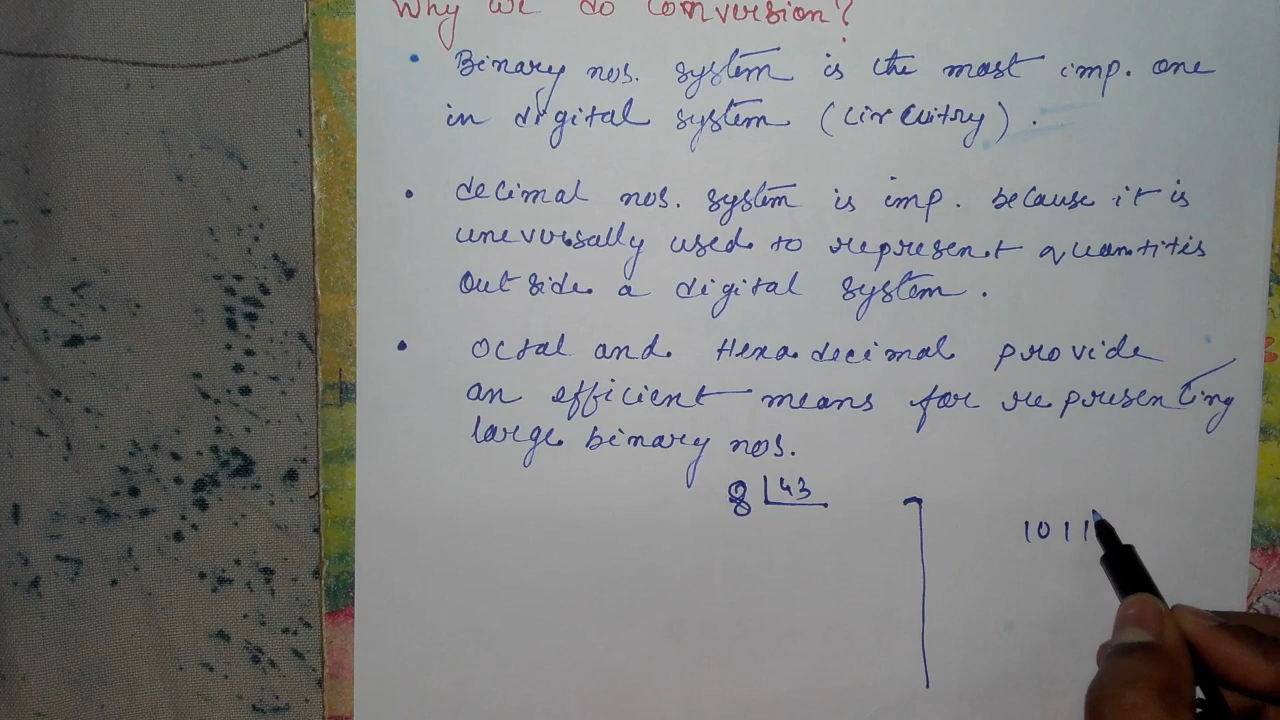 Why we do conversion?
• Binary nos. system is the most imp. one
in digital system (circuitry).
• decimal nos. system is imp. because it is
uneversally used to represent quantitis
outside a digital system.
• Octal and Hexadecimal provide
an efficient means for representing
large binary nos.
8 43
1011